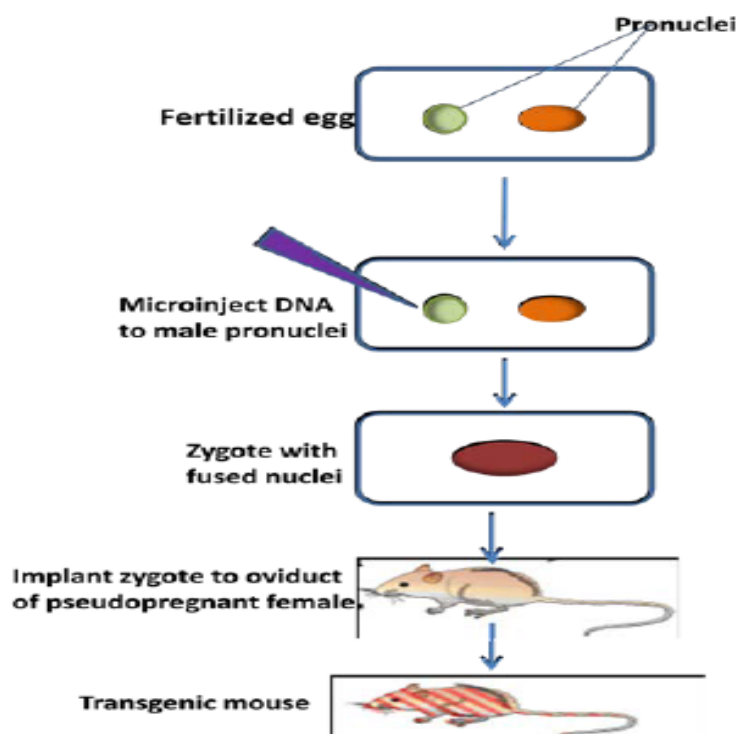 Pronuclei
Fertilized egg
Microinject DNA
to male pronuclei
Zygote with
fused nuclei
Implant zygote to oviduct
of pseudopregnant female.
Transgenic mouse